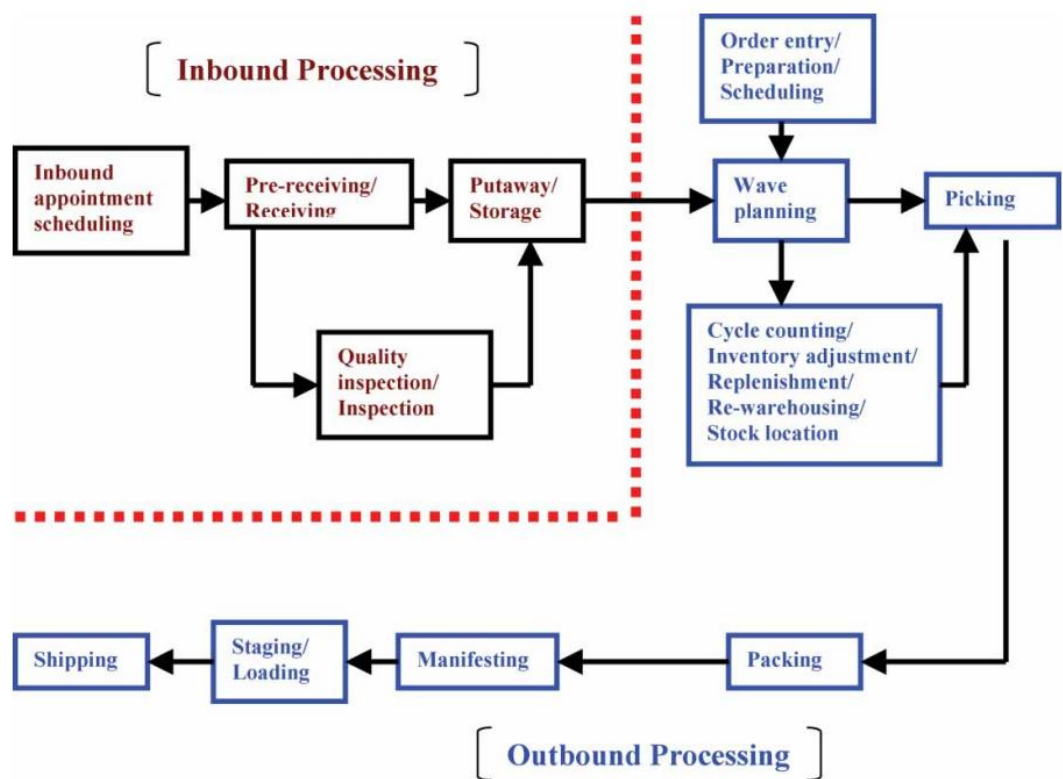 Inbound Processing
Inbound
appointment
scheduling
Pre-receiving/
Receiving
Putaway/
Storage
Quality
inspection/
Inspection
Order entry/
Preparation/
Scheduling
Wave
planning
Picking
Cycle counting/
Inventory adjustment/
Replenishment/
Re-warehousing/
Stock location
Shipping
Staging/
Loading
Manifesting
Packing
Outbound Processing